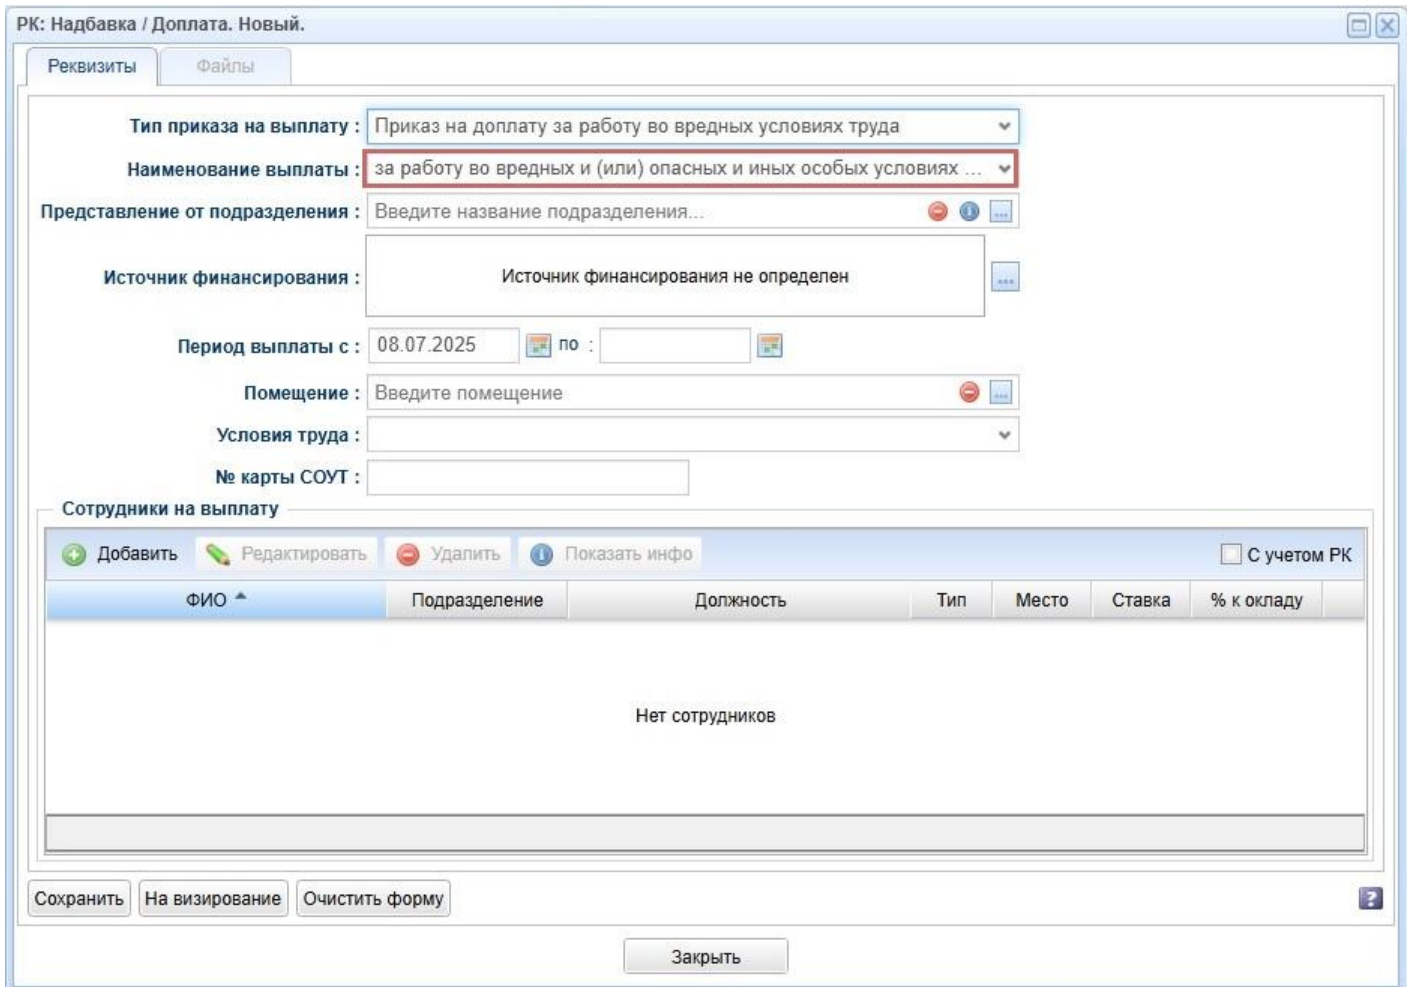 РК: Надбавка / Доплата. Новый.
Реквизиты Файлы
Тип приказа на выплату : Приказ на доплату за работу во вредных условиях труда
Наименование выплаты : за работу во вредных и (или) опасных и иных особых условиях ...
Представление от подразделения : Введите название подразделения... ...
Источник финансирования : Источник финансирования не определен ...
Период выплаты с : 08.07.2025 по :
Помещение : Введите помещение ...
Условия труда :
№ карты СОУТ :
Сотрудники на выплату
Добавить Редактировать Удалить Показать инфо С учетом РК
ФИО Подразделение Должность Тип Место Ставка % к окладу
Нет сотрудников
Сохранить На визирование Очистить форму ?
Закрыть